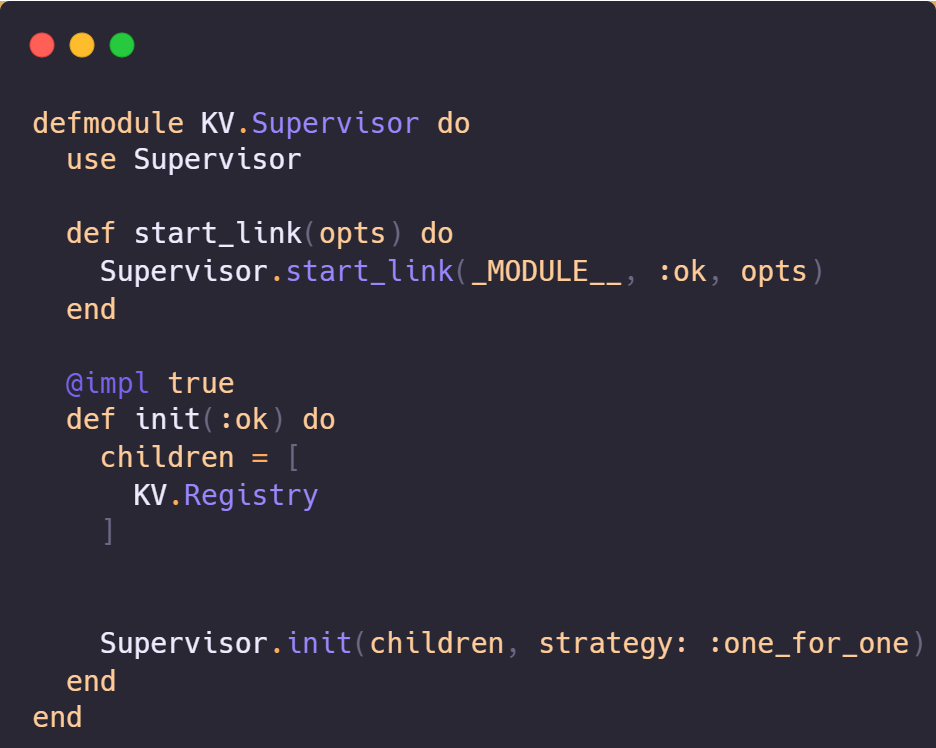 defmodule KV.Supervisor do
  use Supervisor

  def start_link(opts) do
    Supervisor.start_link(_MODULE__, :ok, opts)
  end

  @impl true
  def init(:ok) do
    children = [
      KV.Registry
    ]


    Supervisor.init(children, strategy: :one_for_one)
  end
end